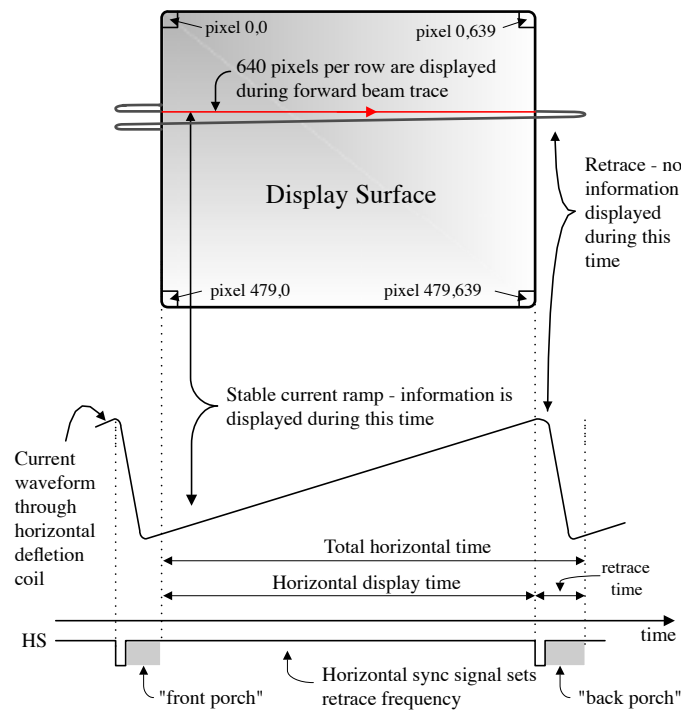 pixel 0,0
pixel 0,639
640 pixels per row are displayed
during forward beam trace
Retrace - no
information
displayed
during this
time
Display Surface
pixel 479,0
pixel 479,639
Stable current ramp - information is
displayed during this time
Current
waveform
through
horizontal
defletion
coil
Total horizontal time
Horizontal display time
retrace
time
HS
time
"front porch"
Horizontal sync signal sets
retrace frequency
"back porch"